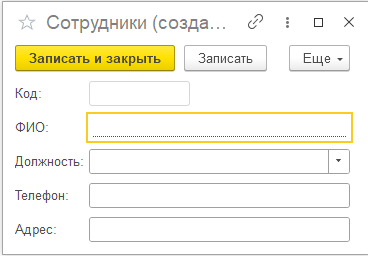 Сотрудники (созда...
Записать и закрыть Записать Еще
Код:
ФИО:
Должность:
Телефон:
Адрес: